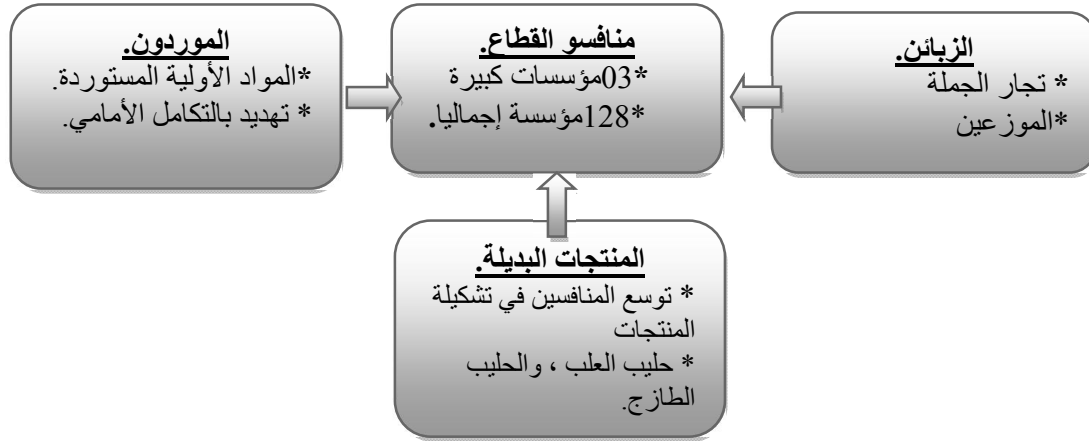 الزبائن.
* تجار الجملة
*الموزعين
منافسو القطاع.
*03مؤسسات كبيرة
*128مؤسسة إجماليا.
الموردون.
*المواد الأولية المستوردة.
* تهديد بالتكامل الأمامي.
المنتجات البديلة.
* توسع المنافسين في تشكيلة
المنتجات
* حليب العلب ، والحليب
الطازج.